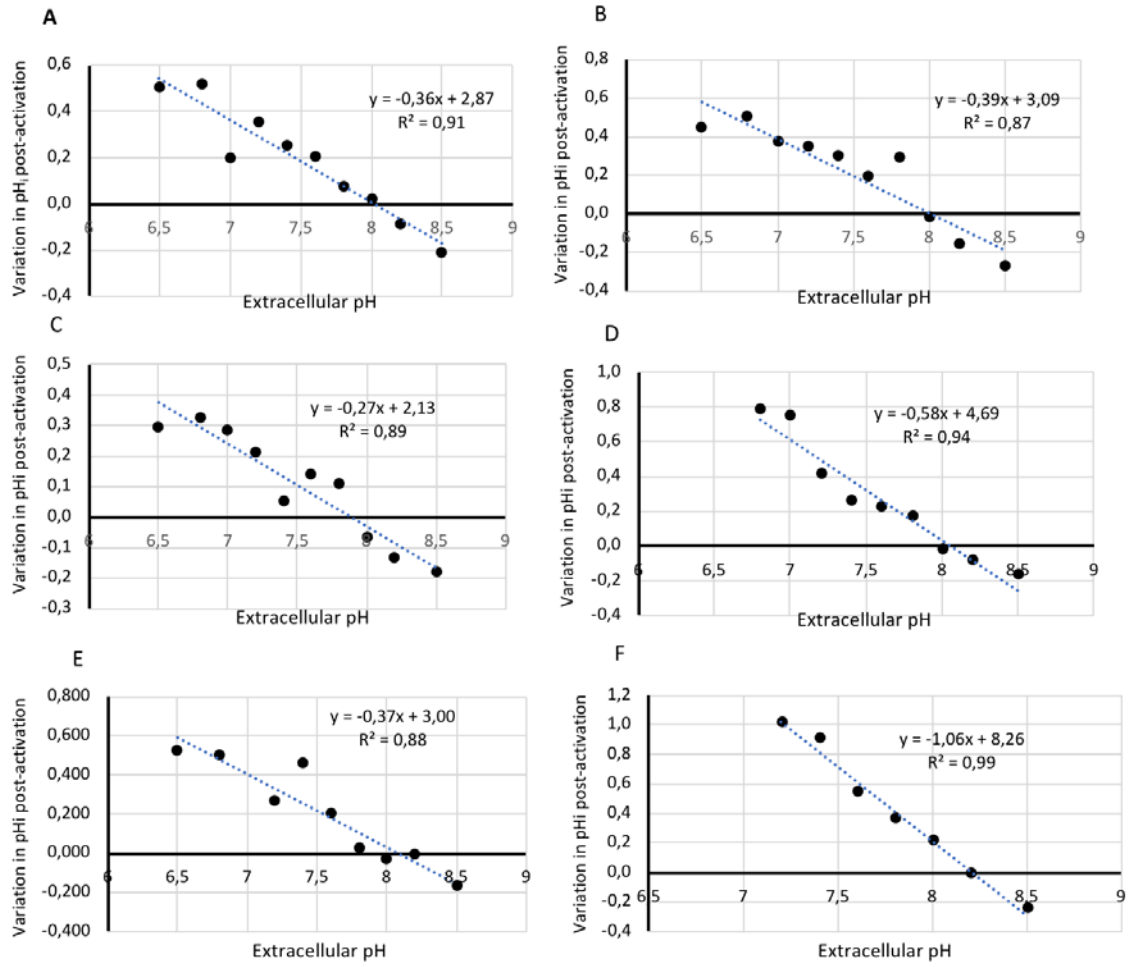 A
Variation in pHi post-activation
0,6
0,4
0,2
0,0
-0,2
-0,4
6
6,5
7
7,5
8
8,5
9
y = -0,36x + 2,87
R² = 0,91
Extracellular pH
B
Variation in pHi post-activation
0,8
0,6
0,4
0,2
0,0
-0,2
-0,4
6
6,5
7
7,5
8
8,5
9
y = -0,39x + 3,09
R² = 0,87
Extracellular pH
C
Variation in pHi post-activation
0,5
0,4
0,3
0,2
0,1
0,0
-0,1
-0,2
-0,3
6
6,5
7
7,5
8
8,5
9
y = -0,27x + 2,13
R² = 0,89
Extracellular pH
D
Variation in pHi post-activation
1,0
0,8
0,6
0,4
0,2
0,0
-0,2
-0,4
6
6,5
7
7,5
8
8,5
9
y = -0,58x + 4,69
R² = 0,94
Extracellular pH
E
Variation in pHi post-activation
0,800
0,600
0,400
0,200
0,000
-0,200
-0,400
6
6,5
7
7,5
8
8,5
9
y = -0,37x + 3,00
R² = 0,88
Extracellular pH
F
Variation in pHi post-activation
1,2
1,0
0,8
0,6
0,4
0,2
0,0
-0,2
-0,4
6,5
7
7,5
8
8,5
9
y = -1,06x + 8,26
R² = 0,99
Extracellular pH